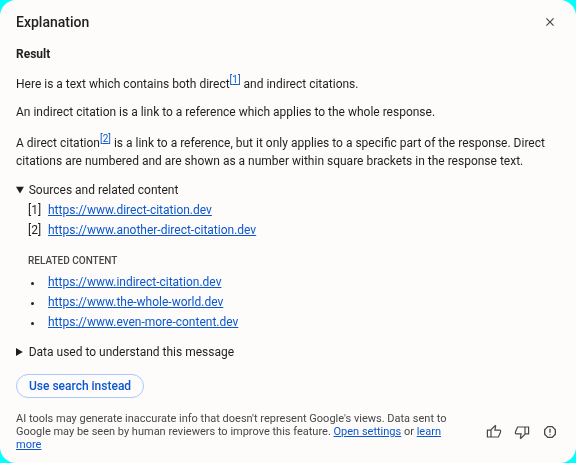 Explanation
Result
Here is a text which contains both direct[1] and indirect citations.
An indirect citation is a link to a reference which applies to the whole response.
A direct citation[2] is a link to a reference, but it only applies to a specific part of the response. Direct
citations are numbered and are shown as a number within square brackets in the response text.
Sources and related content
[1] https://www.direct-citation.dev
[2] https://www.another-direct-citation.dev
RELATED CONTENT
• https://www.indirect-citation.dev
• https://www.the-whole-world.dev
• https://www.even-more-content.dev
Data used to understand this message
Use search instead
AI tools may generate inaccurate info that doesn't represent Google's views. Data sent to
Google may be seen by human reviewers to improve this feature. Open settings or learn
more